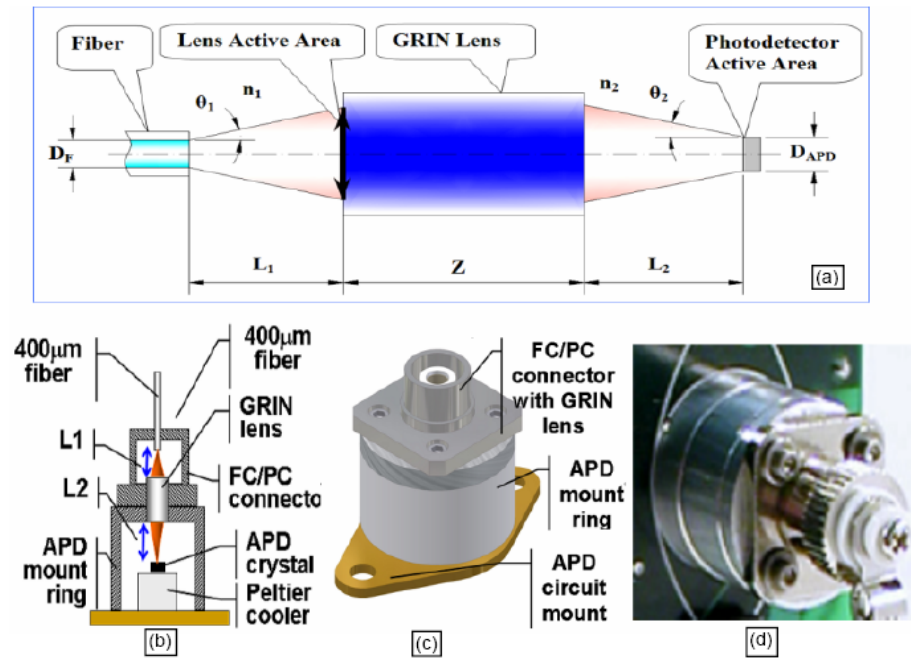 Fiber
Lens Active Area
GRIN Lens
Photodetector
Active Area
θ1
n1
n2
θ2
DF
DAPD
L1
Z
L2
(a)
400μm
fiber
400μm
fiber
GRIN
lens
L1
FC/PC
connecto
L2
APD
mount
ring
APD
crystal
Peltier
cooler
(b)
FC/PC
connector
with GRIN
lens
APD
mount
ring
APD
circuit
mount
(c)
(d)